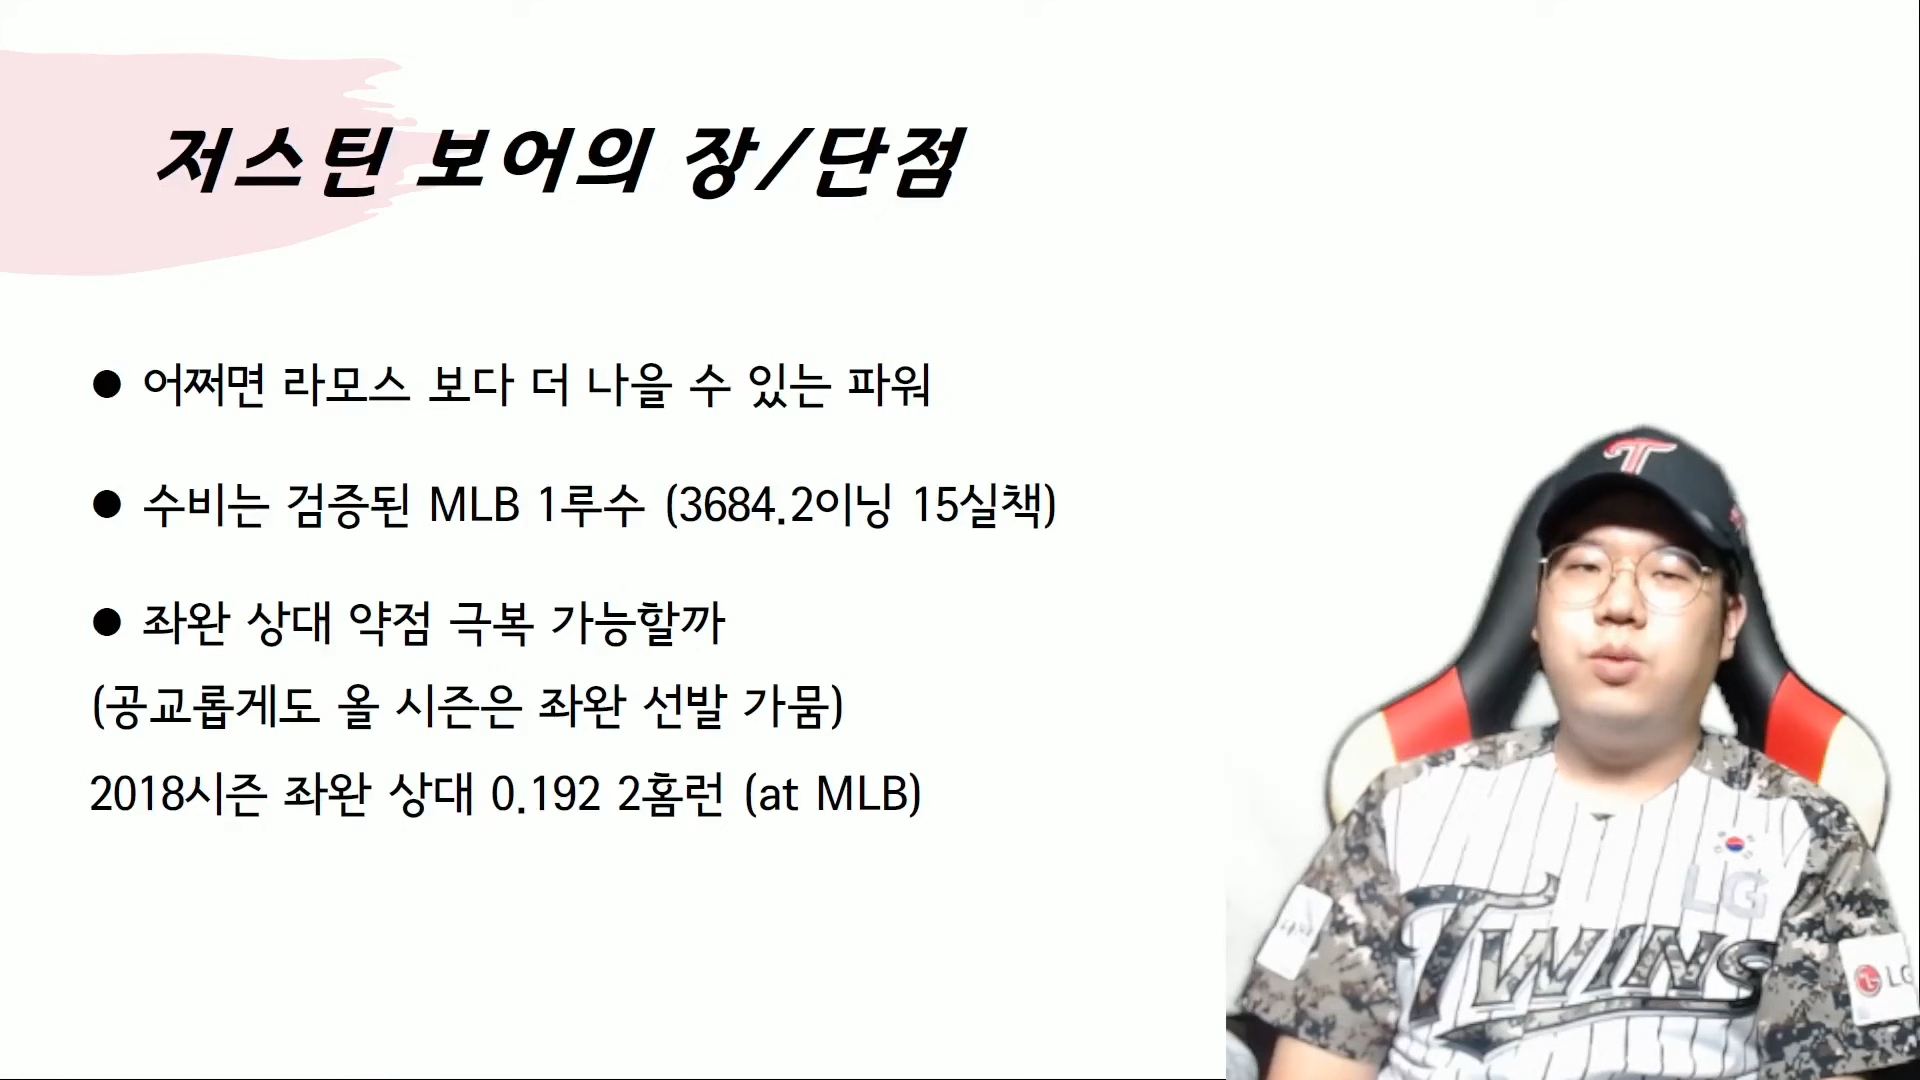 저스틴 보어의 장/단점
● 어쩌면 라모스 보다 더 나을 수 있는 파워
● 수비는 검증된 MLB 1루수 (3684.2이닝 15실책)
● 좌완 상대 약점 극복 가능할까
(공교롭게도 올 시즌은 좌완 선발 가뭄)
2018시즌 좌완 상대 0.192 2홈런 (at MLB)
T
LG
TWINS
LG